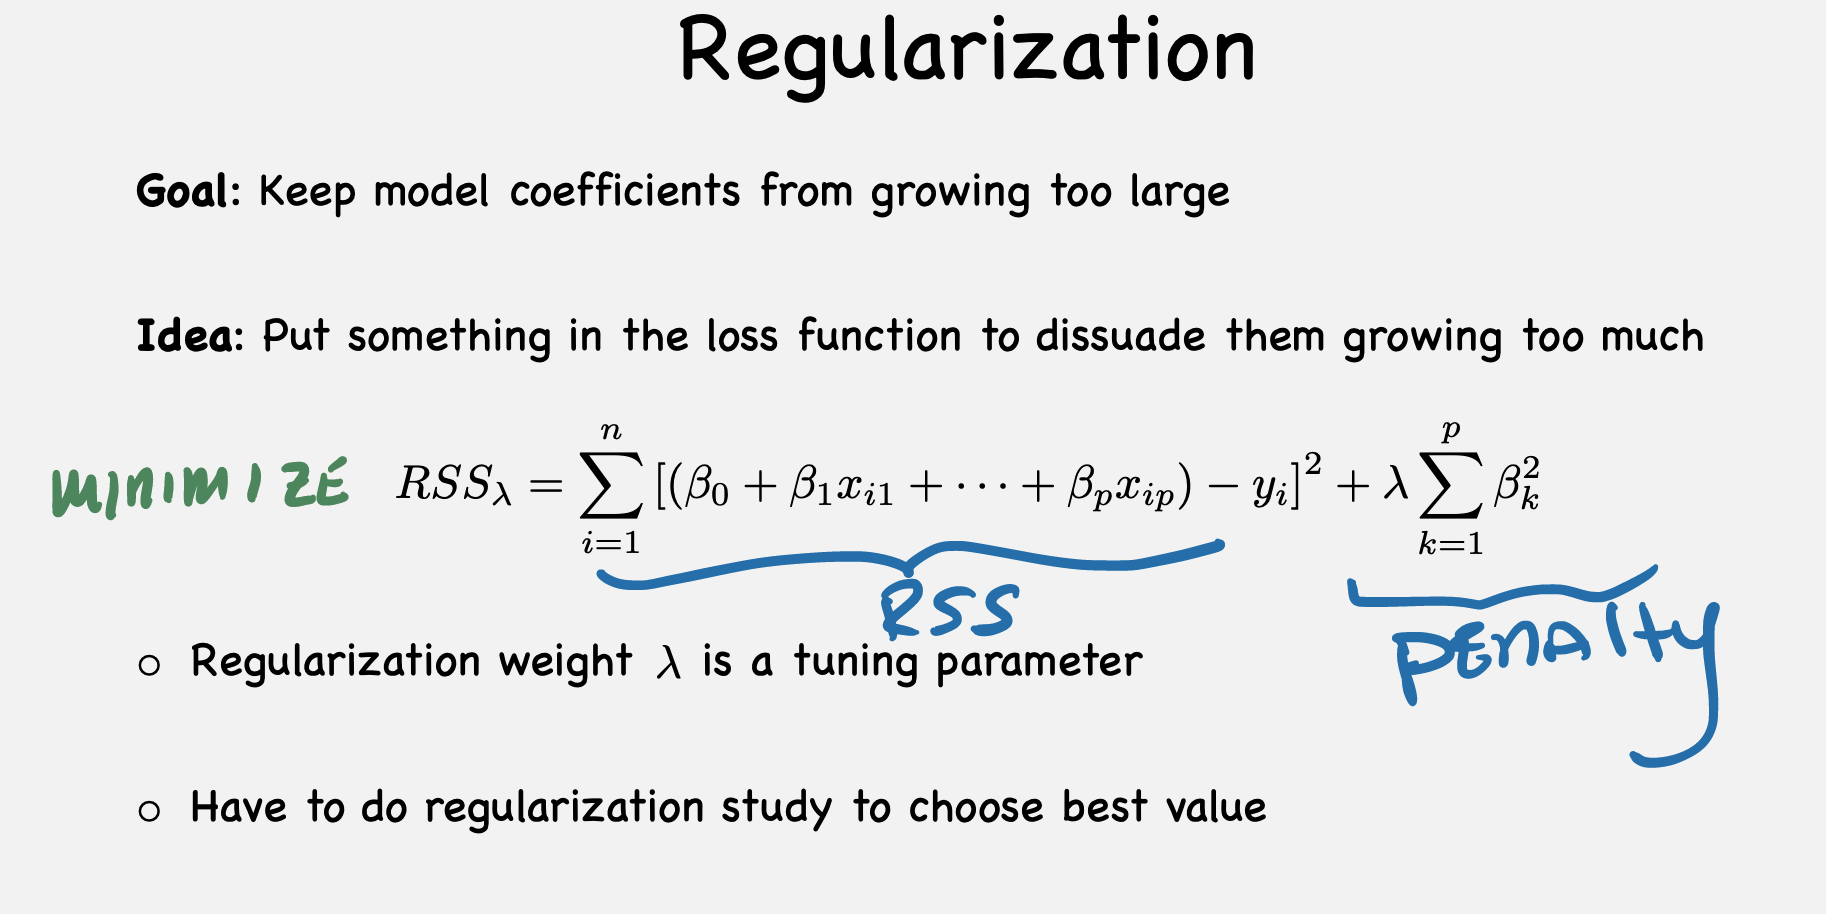 Regularization
Goal: Keep model coefficients from growing too large
Idea: Put something in the loss function to dissuade them growing too much
MINIMIZE $RSS_\lambda = \sum_{i=1}^{n} [(\beta_0 + \beta_1 x_{i1} + \cdots + \beta_p x_{ip}) - y_i]^2 + \lambda \sum_{k=1}^{p} \beta_k^2$
RSS
PENALTY
○ Regularization weight λ is a tuning parameter
○ Have to do regularization study to choose best value